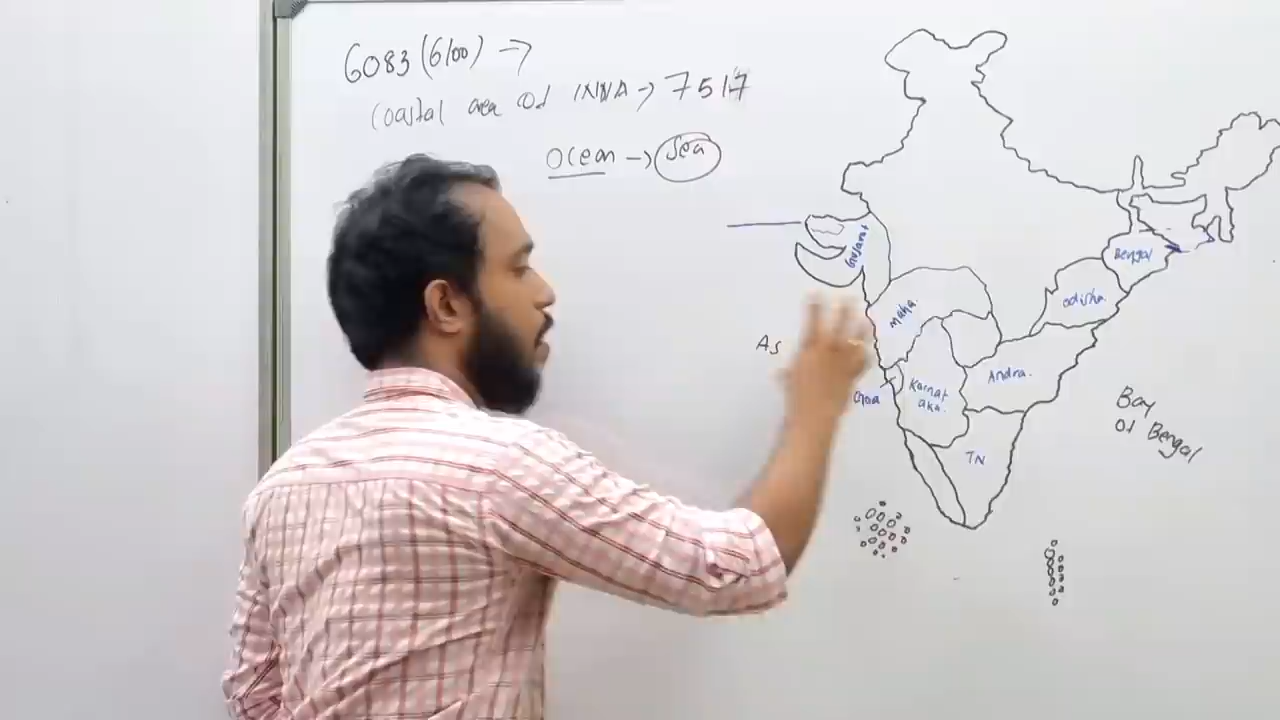 6083 (6100) →
Coastal area of INDIA → 7517
Ocean → Sea
Gujarat
Bengal
Odisha.
Maha.
As
Andra.
Karnat
aka.
Goa
Bay
of Bengal
TN